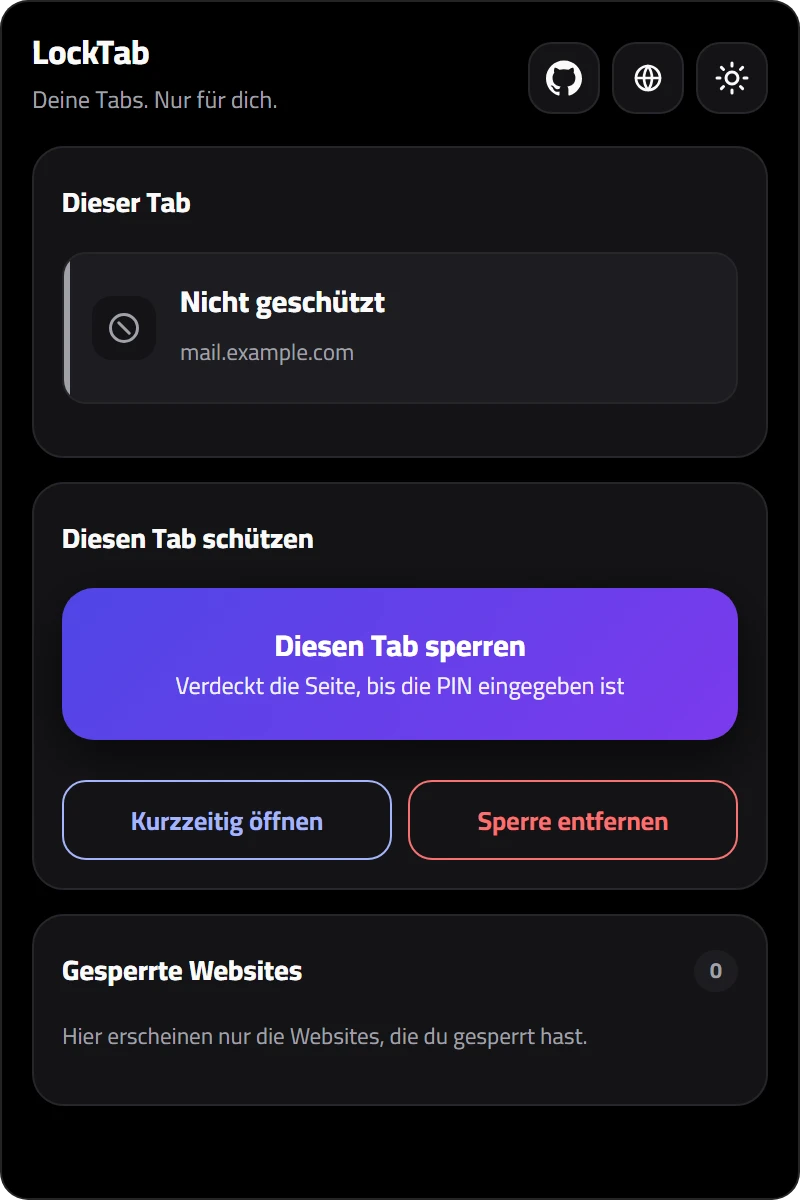 LockTab
Deine Tabs. Nur für dich.
Dieser Tab
Nicht geschützt
mail.example.com
Diesen Tab schützen
Diesen Tab sperren
Verdeckt die Seite, bis die PIN eingegeben ist
Kurzzeitig öffnen
Sperre entfernen
Gesperrte Websites
0
Hier erscheinen nur die Websites, die du gesperrt hast.